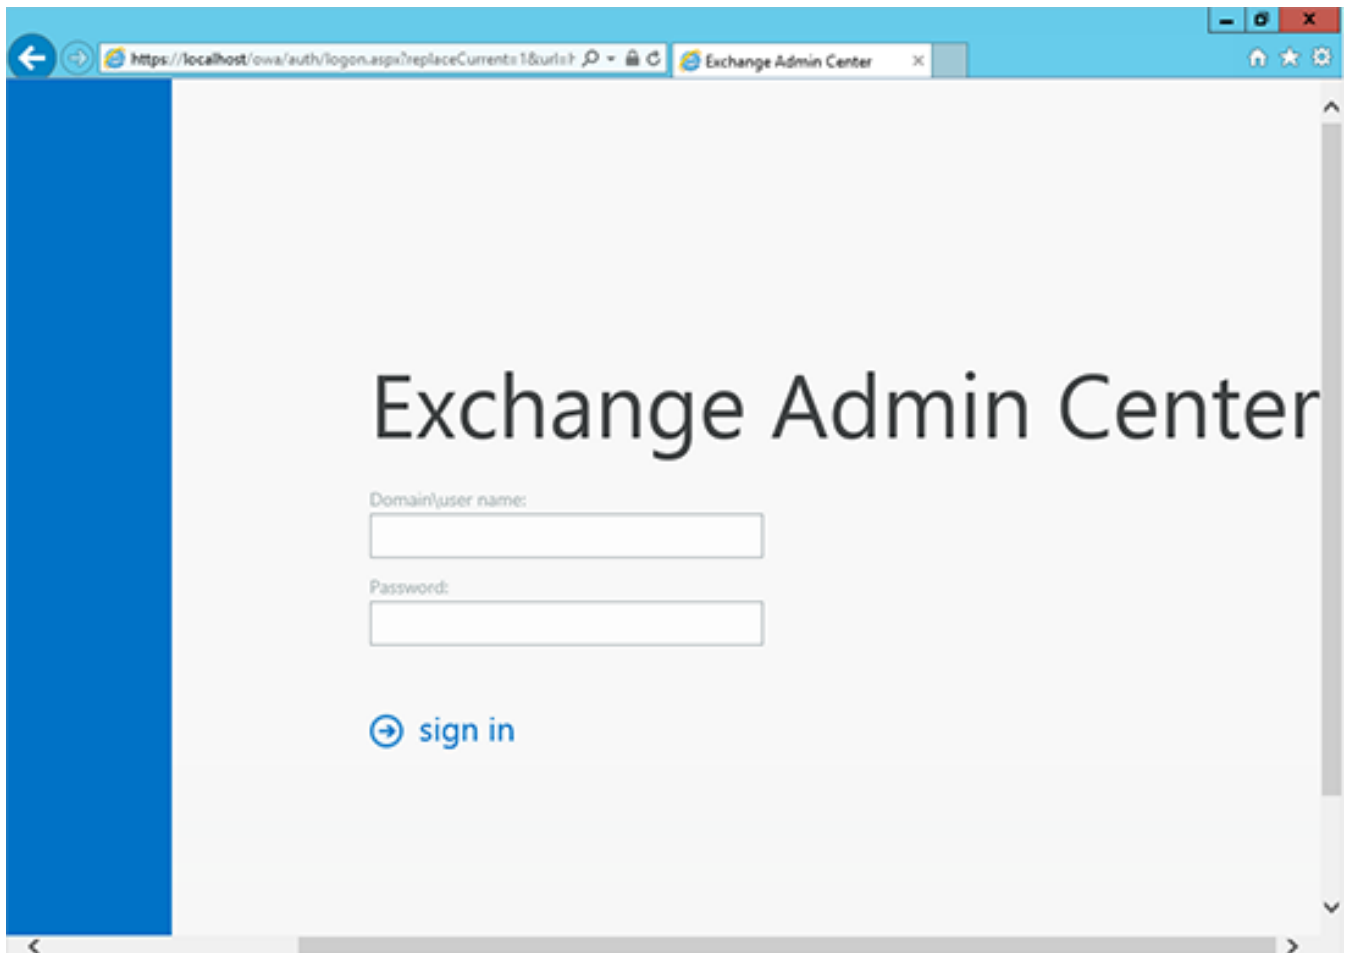 https://localhost/owa/auth/logon.aspx?replaceCurrent=1&url=
Exchange Admin Center
Exchange Admin Center
Domain\user name:
Password:
sign in